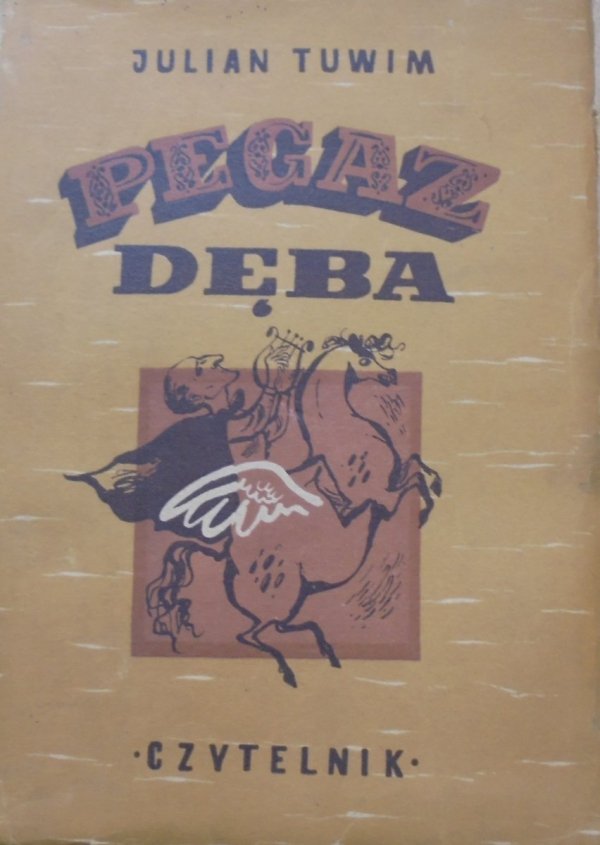 JULIAN TUWIM
PEGAZ
DĘBA
·CZYTELNIK·